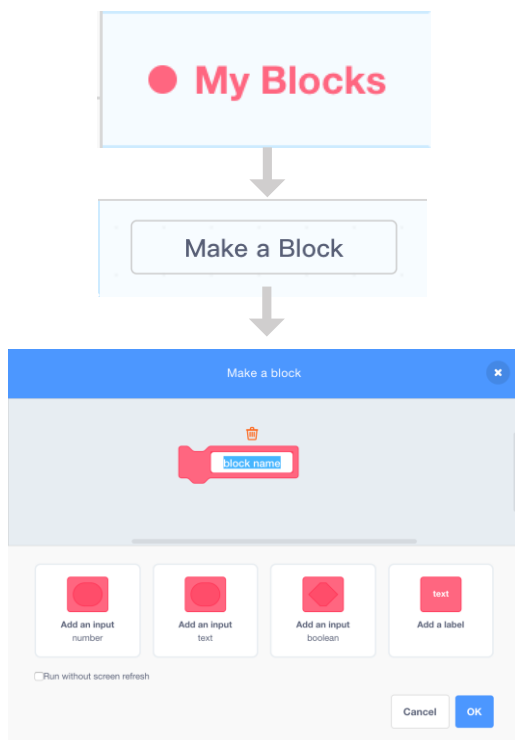 My Blocks
Make a Block
Make a block
block name
text
Add an input
number
Add an input
text
Add an input
boolean
Add a label
Run without screen refresh
Cancel
OK